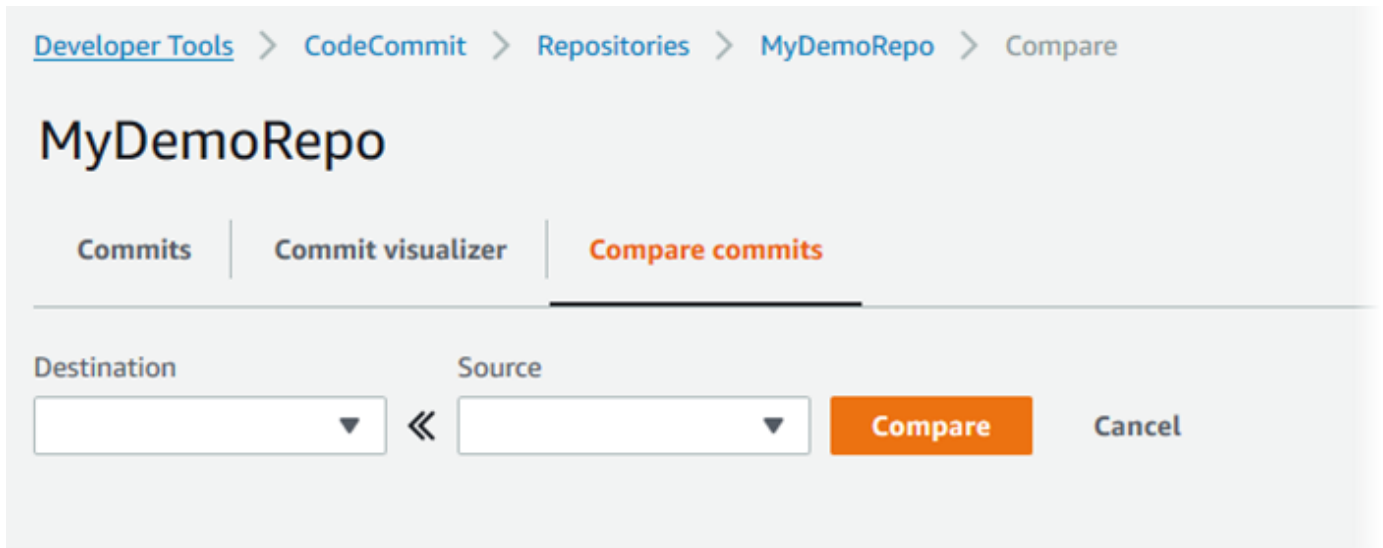 Developer Tools > CodeCommit > Repositories > MyDemoRepo > Compare
MyDemoRepo
Commits Commit visualizer Compare commits
Destination Source
« Compare Cancel